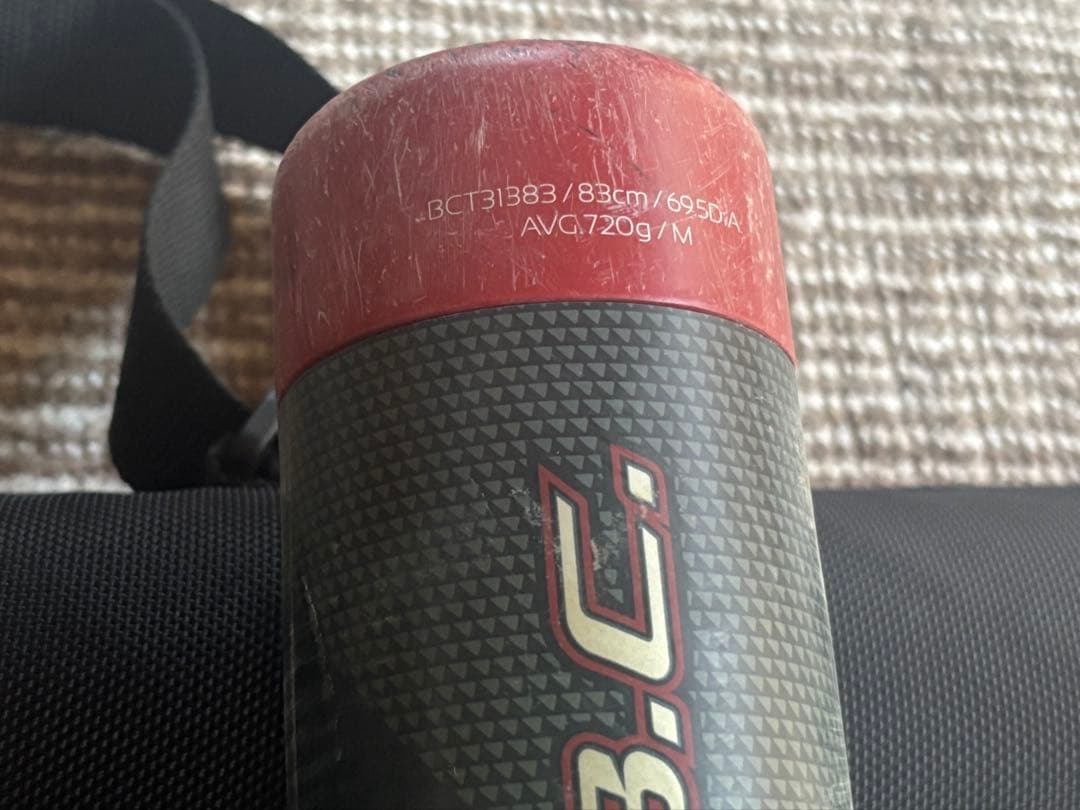 BCT31383 / 83cm / 69.5DIA
AVG.720g / M
B.C.